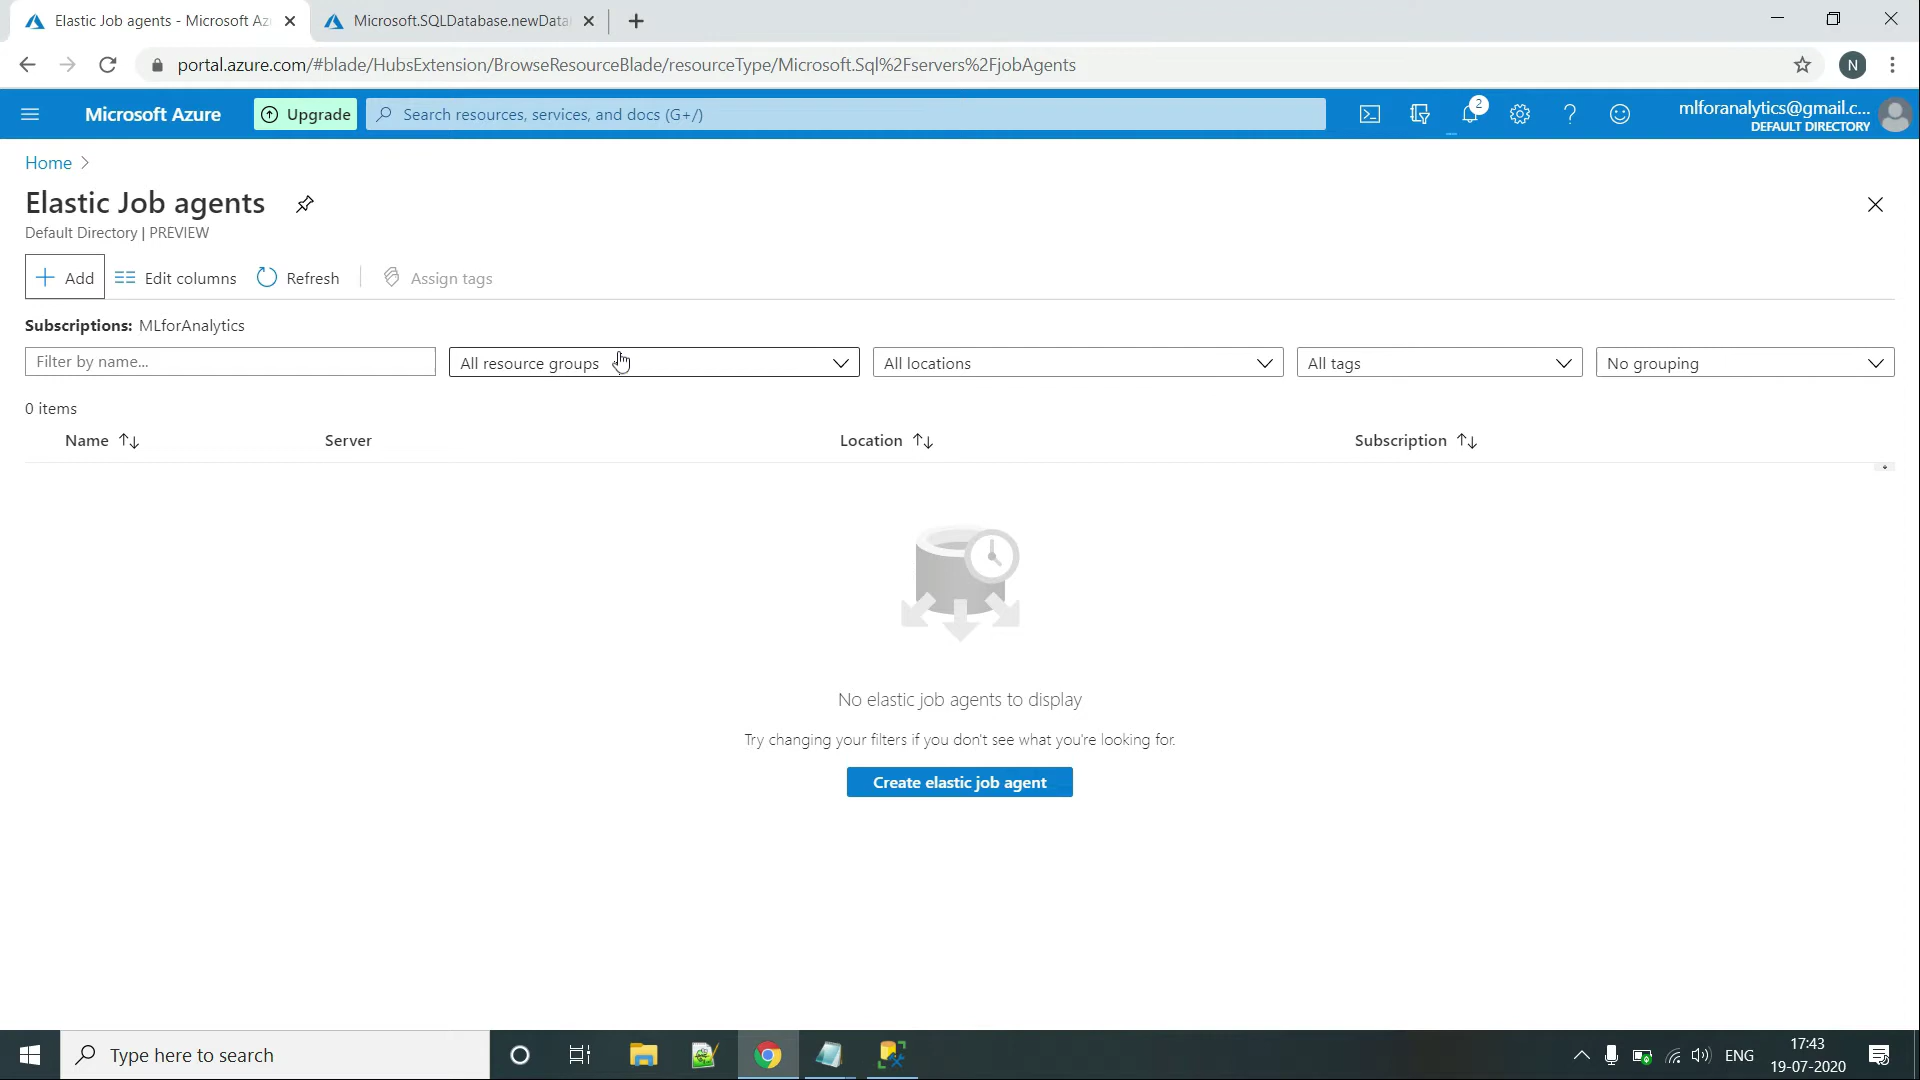 Elastic Job agents - Microsoft Az
Microsoft.SQLDatabase.newData
portal.azure.com/#blade/HubsExtension/BrowseResourceBlade/resourceType/Microsoft.Sql%2Fservers%2FjobAgents
N
Microsoft Azure
Upgrade
Search resources, services, and docs (G+/)
2
mlforanalytics@gmail.c...
DEFAULT DIRECTORY
Home
Elastic Job agents
Default Directory | PREVIEW
Add
Edit columns
Refresh
Assign tags
Subscriptions: MLforAnalytics
Filter by name...
All resource groups
All locations
All tags
No grouping
0 items
Name
Server
Location
Subscription
No elastic job agents to display
Try changing your filters if you don't see what you're looking for.
Create elastic job agent
Type here to search
ENG
17:43
19-07-2020